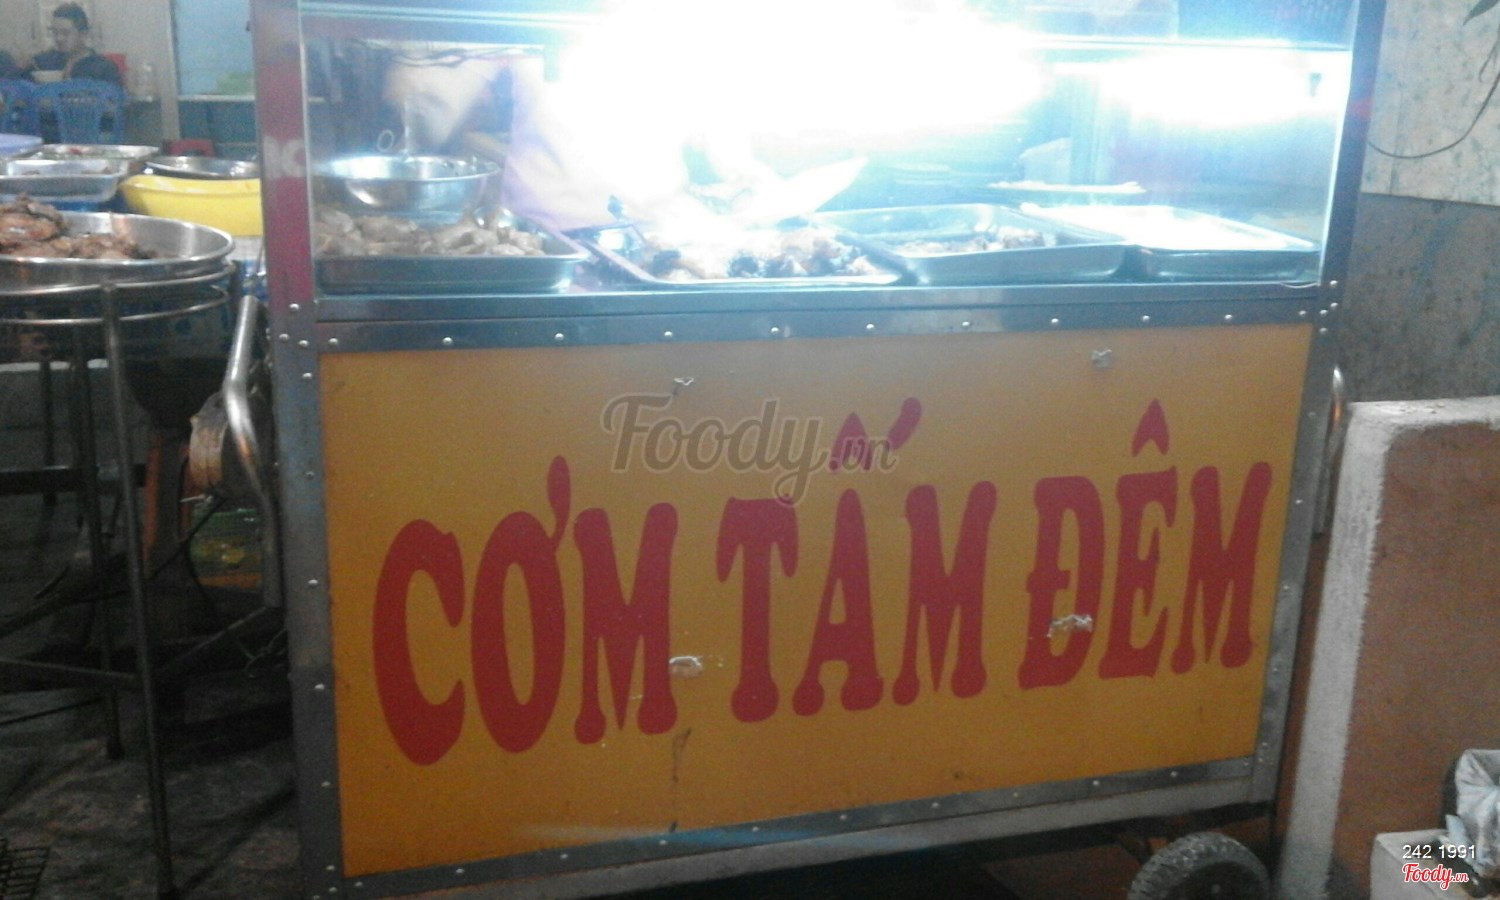 Foody.vn
CƠM TẤM ĐÊM
242 1991
Foody.vn